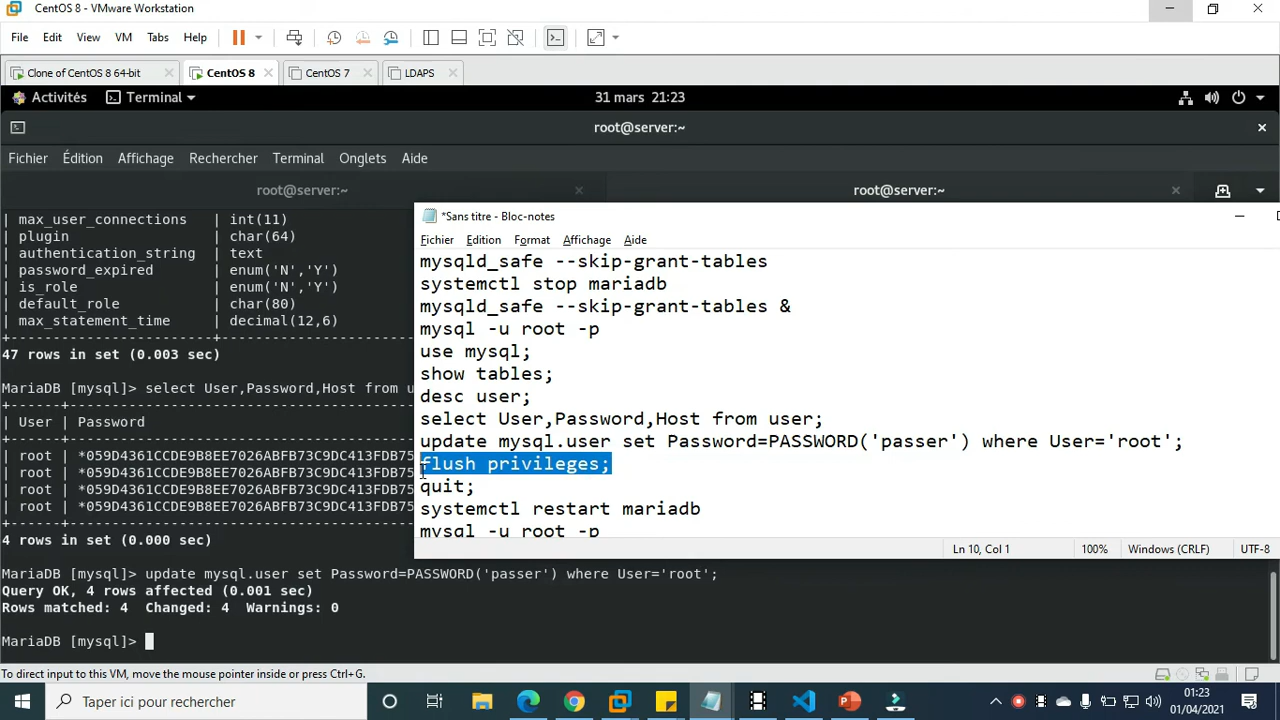 CentOS 8 - VMware Workstation
File Edit View VM Tabs Help
Clone of CentOS 8 64-bit × CentOS 8 × CentOS 7 × LDAPS ×
Activités Terminal 31 mars 21:23
root@server:~
Fichier Édition Affichage Rechercher Terminal Onglets Aide
root@server:~ × root@server:~ ×
| max_user_connections | int(11)
| plugin | char(64)
| authentication_string | text
| password_expired | enum('N','Y')
| is_role | enum('N','Y')
| default_role | char(80)
| max_statement_time | decimal(12,6)
47 rows in set (0.003 sec)
MariaDB [mysql]> select User,Password,Host from u
| User | Password
| root | *059D4361CCDE9B8EE7026ABFB73C9DC413FDB75
| root | *059D4361CCDE9B8EE7026ABFB73C9DC413FDB75
| root | *059D4361CCDE9B8EE7026ABFB73C9DC413FDB75
| root | *059D4361CCDE9B8EE7026ABFB73C9DC413FDB75
4 rows in set (0.000 sec)
MariaDB [mysql]> update mysql.user set Password=PASSWORD('passer') where User='root';
Query OK, 4 rows affected (0.001 sec)
Rows matched: 4 Changed: 4 Warnings: 0
MariaDB [mysql]>
*Sans titre - Bloc-notes
Fichier Edition Format Affichage Aide
mysqld_safe --skip-grant-tables
systemctl stop mariadb
mysqld_safe --skip-grant-tables &
mysql -u root -p
use mysql;
show tables;
desc user;
select User,Password,Host from user;
update mysql.user set Password=PASSWORD('passer') where User='root';
flush privileges;
quit;
systemctl restart mariadb
mysql -u root -p
Ln 10, Col 1 100% Windows (CRLF) UTF-8
To direct input to this VM, move the mouse pointer inside or press Ctrl+G.
Taper ici pour rechercher
01:23
01/04/2021